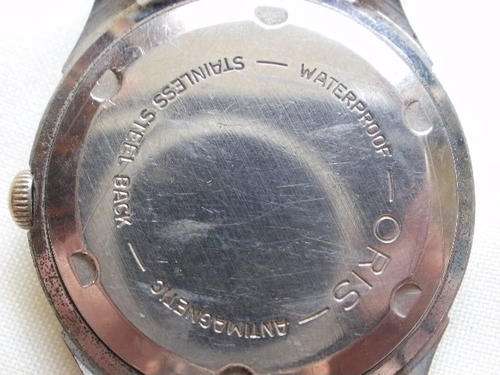 WATERPROOF — ORIS — ANTIMAGNETIC — STAINLESS STEEL BACK —